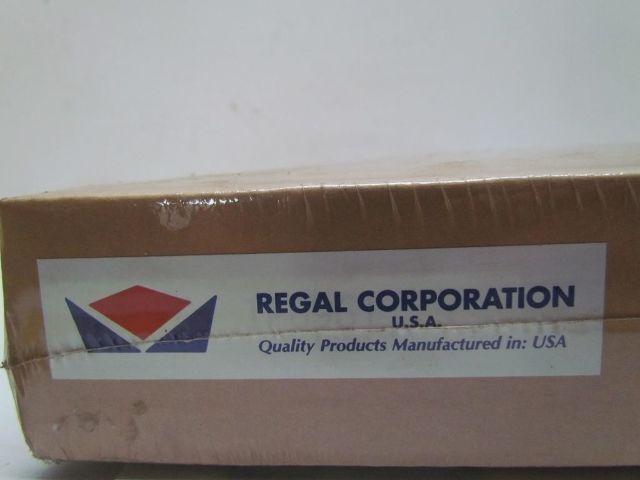 REGAL CORPORATION
U.S.A.
Quality Products Manufactured in: USA